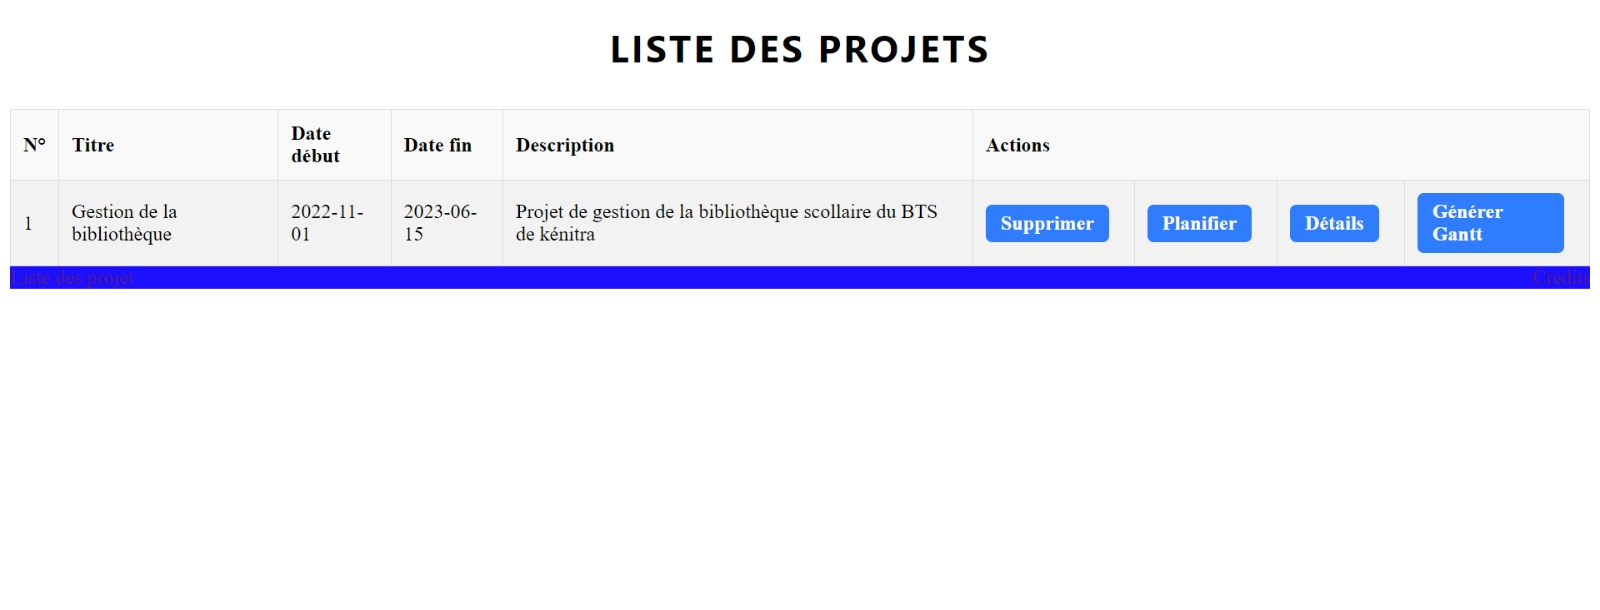 LISTE DES PROJETS
N° Titre Date début Date fin Description Actions
1 Gestion de la bibliothèque 2022-11-01 2023-06-15 Projet de gestion de la bibliothèque scollaire du BTS de kénitra Supprimer Planifier Détails Générer Gantt
Liste des projet Crédits